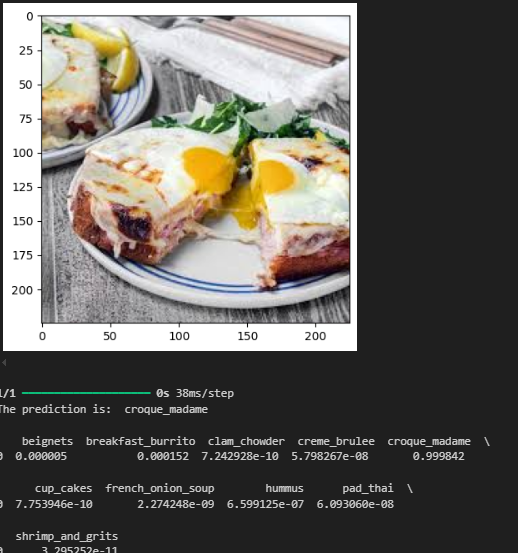 0
25
50
75
100
125
150
175
200
0 50 100 150 200
1/1 ━━━━━━━━━━━━━━━━━━━━ 0s 38ms/step
The prediction is:  croque_madame
beignets  breakfast_burrito  clam_chowder  creme_brulee  croque_madame  \
0  0.000005  0.000152  7.242928e-10  5.798267e-08  0.999842
cup_cakes  french_onion_soup  hummus  pad_thai  \
0  7.753946e-10  2.274248e-09  6.599125e-07  6.093060e-08
shrimp_and_grits
0  3.295252e-11